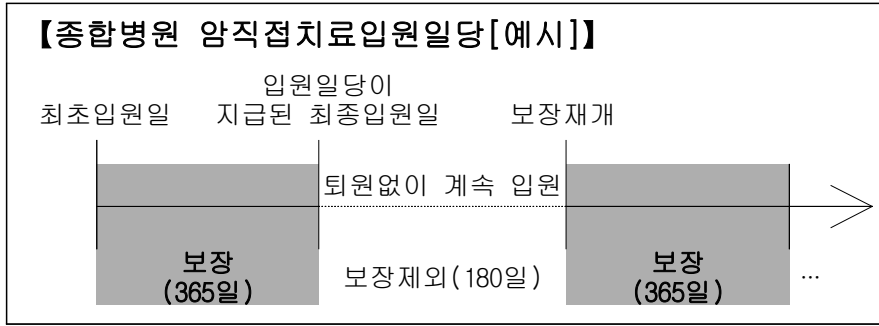 【종합병원 암직접치료입원일당[예시]】
입원일당이
최초입원일 지급된 최종입원일 보장재개
퇴원없이 계속 입원
보장 보장제외(180일) 보장 ...
(365일) (365일)